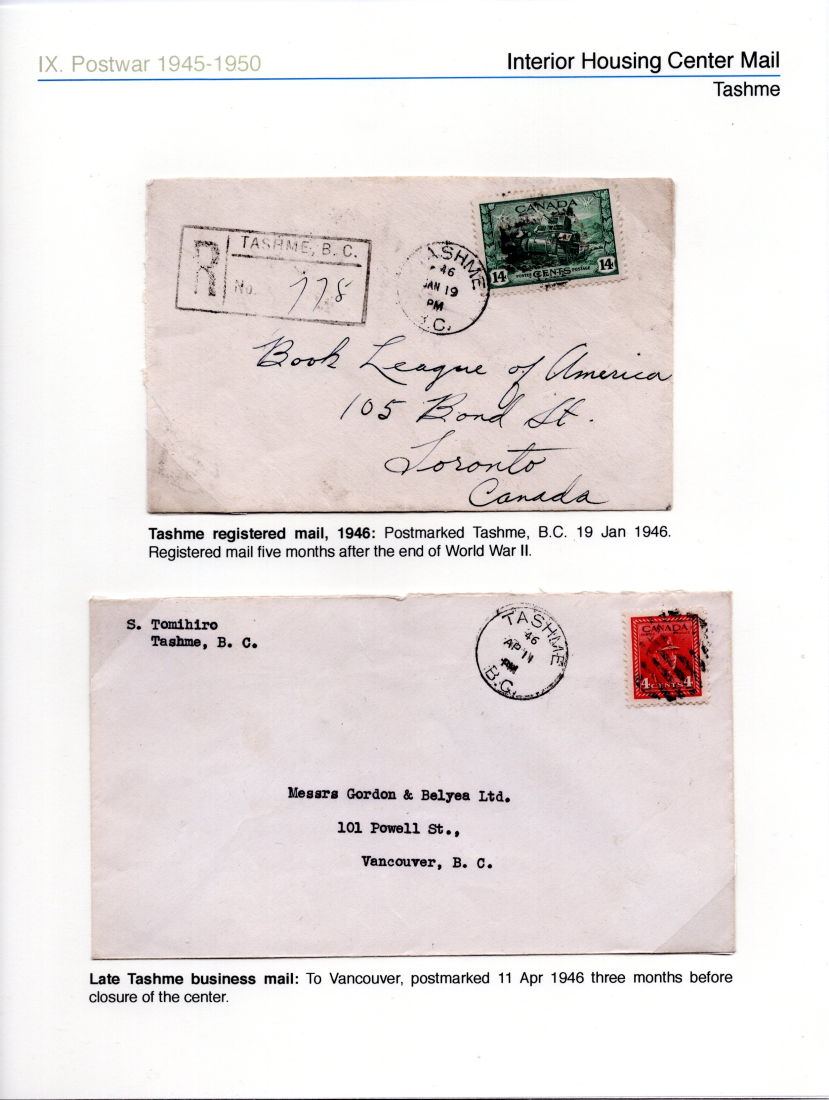 IX. Postwar 1945-1950
Interior Housing Center Mail
Tashme
R
TASHME, B. C.
No. 778
TASHME
46
JAN 19
PM
B.C.
CANADA
14 CENTS 14
POSTES POSTAGE
Book League of America
105 Bond St.
Toronto
Canada
Tashme registered mail, 1946: Postmarked Tashme, B.C. 19 Jan 1946.
Registered mail five months after the end of World War II.
S. Tomihiro
Tashme, B. C.
TASHME
46
AP 11
PM
B.C.
CANADA
4 CENTS 4
Messrs Gordon & Belyea Ltd.
101 Powell St.,
Vancouver, B. C.
Late Tashme business mail: To Vancouver, postmarked 11 Apr 1946 three months before
closure of the center.